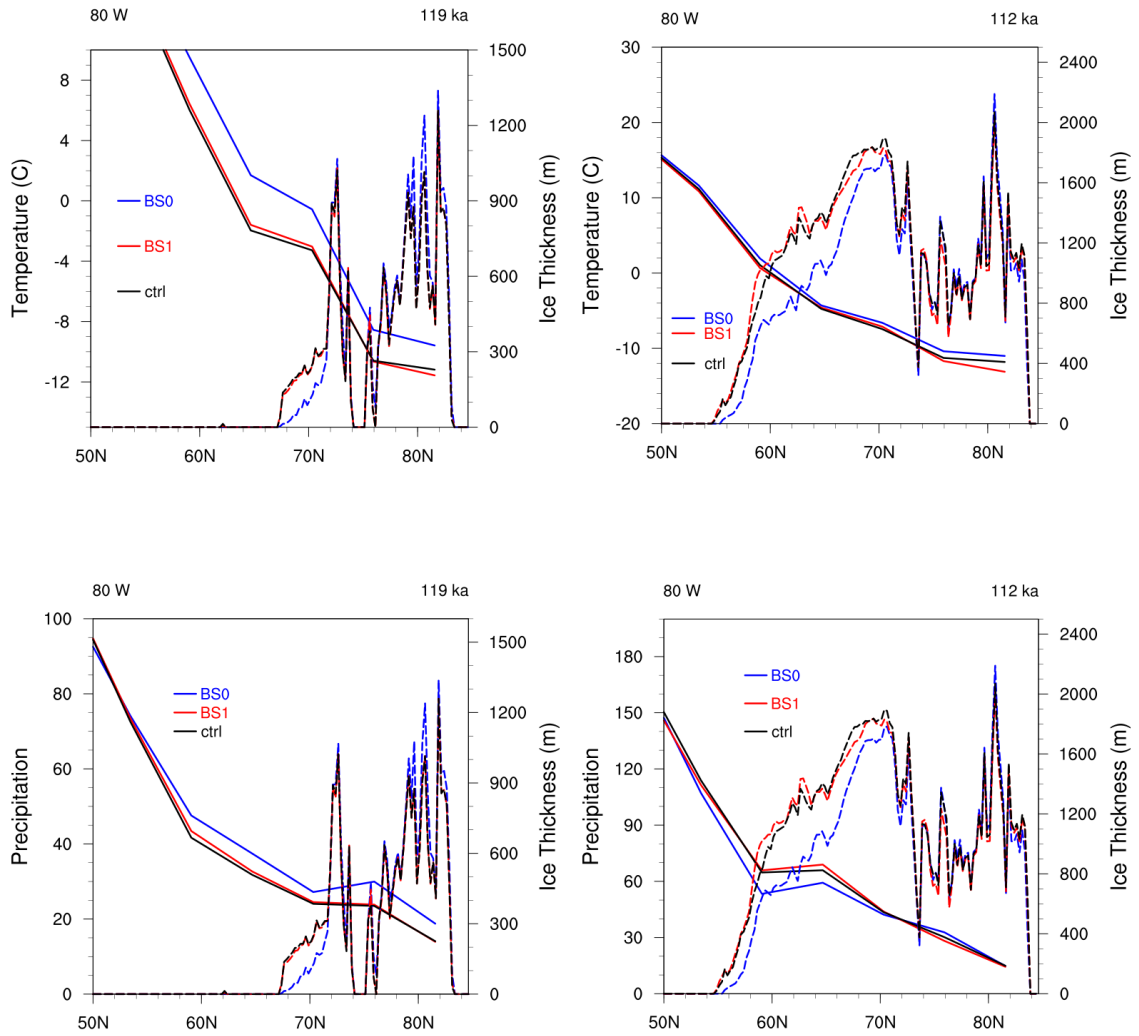 80 W 119 ka
8
4
0
-4
-8
-12
Temperature (C)
1500
1200
900
600
300
0
Ice Thickness (m)
BS0
BS1
ctrl
50N 60N 70N 80N
80 W 112 ka
30
20
10
0
-10
-20
Temperature (C)
2400
2000
1600
1200
800
400
0
Ice Thickness (m)
BS0
BS1
ctrl
50N 60N 70N 80N
80 W 119 ka
100
80
60
40
20
0
Precipitation
1500
1200
900
600
300
0
Ice Thickness (m)
BS0
BS1
ctrl
50N 60N 70N 80N
80 W 112 ka
180
150
120
90
60
30
0
Precipitation
2400
2000
1600
1200
800
400
0
Ice Thickness (m)
BS0
BS1
ctrl
50N 60N 70N 80N